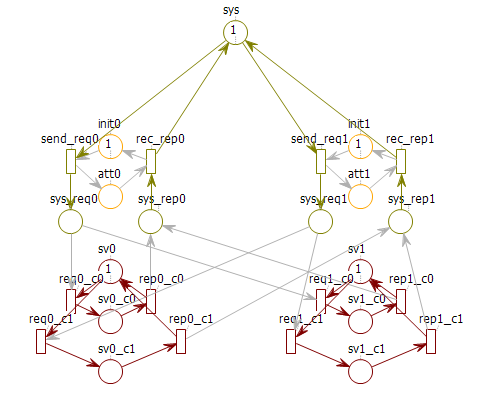 sys
1
init0
init1
send_req0
1
rec_rep0
send_req1
1
rec_rep1
att0
att1
sys_req0
sys_rep0
sys_req1
sys_rep1
sv0
sv1
req0_c0
1
rep0_c0
req1_c0
1
rep1_c0
sv0_c0
sv1_c0
req0_c1
rep0_c1
req1_c1
rep1_c1
sv0_c1
sv1_c1